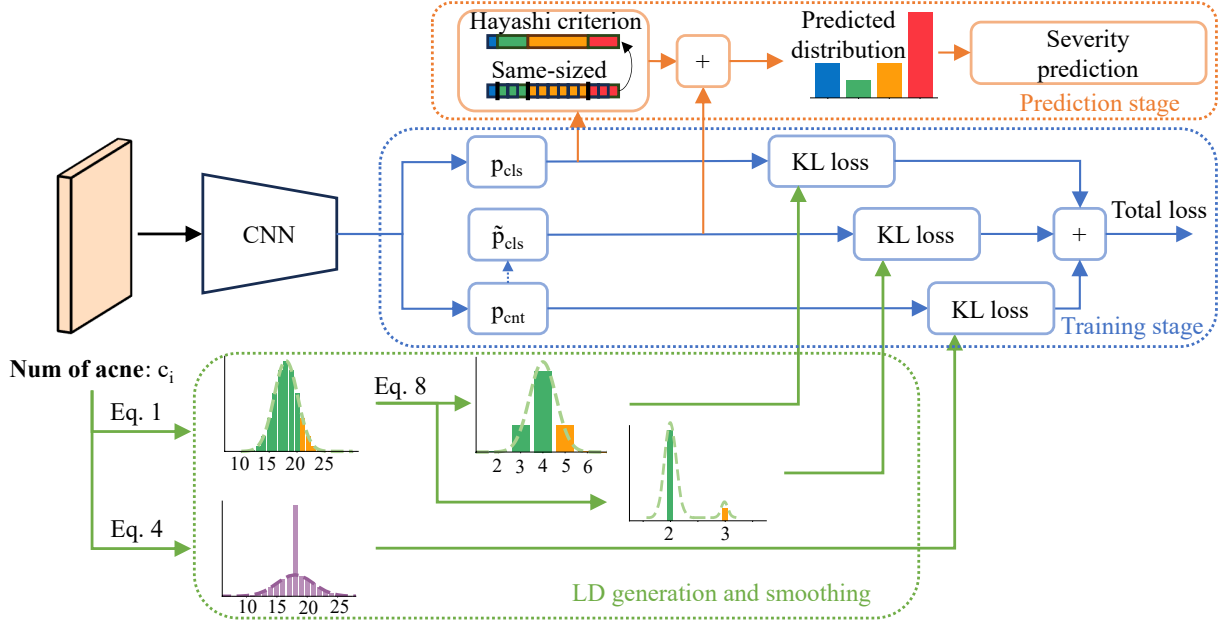 Hayashi criterion
Same-sized
+
Predicted
distribution
Severity
prediction
Prediction stage
CNN
p_cls
p̃_cls
p_cnt
KL loss
KL loss
KL loss
+
Total loss
Training stage
Num of acne: c_i
Eq. 1
Eq. 4
10 15 20 25
Eq. 8
2 3 4 5 6
2 3
10 15 20 25
LD generation and smoothing